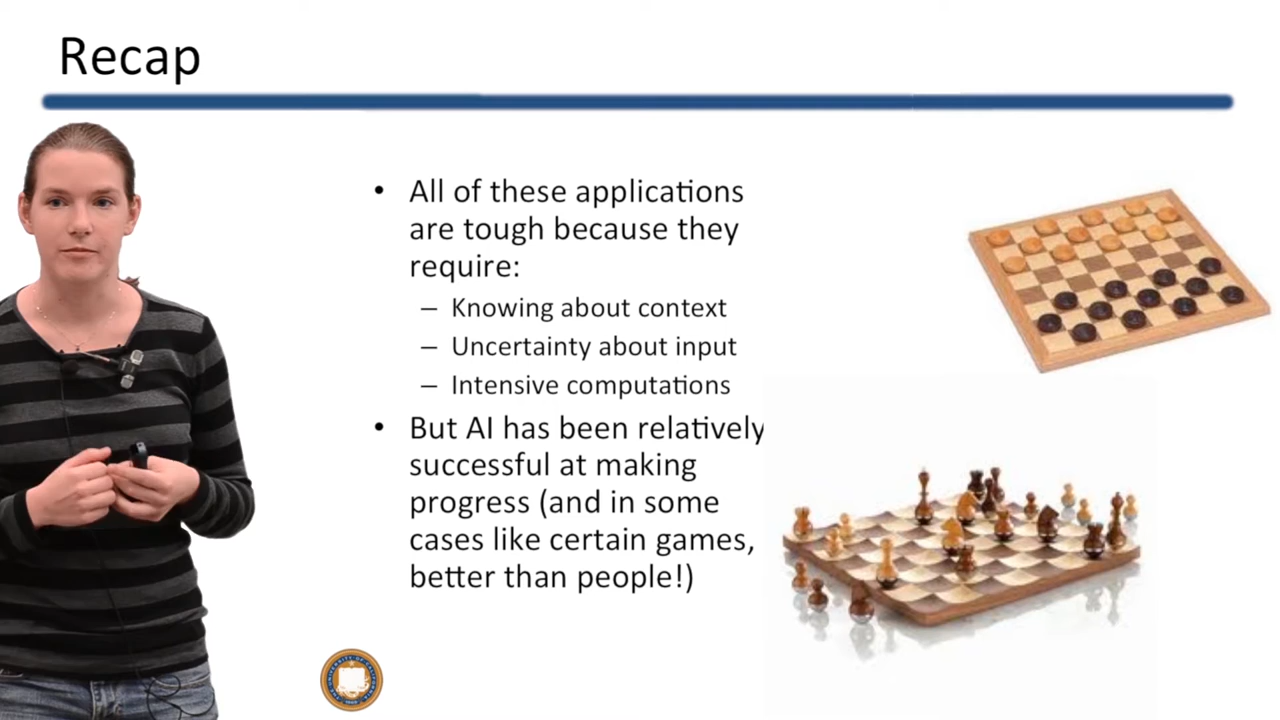 Recap
• All of these applications
are tough because they
require:
– Knowing about context
– Uncertainty about input
– Intensive computations
• But AI has been relatively
successful at making
progress (and in some
cases like certain games,
better than people!)